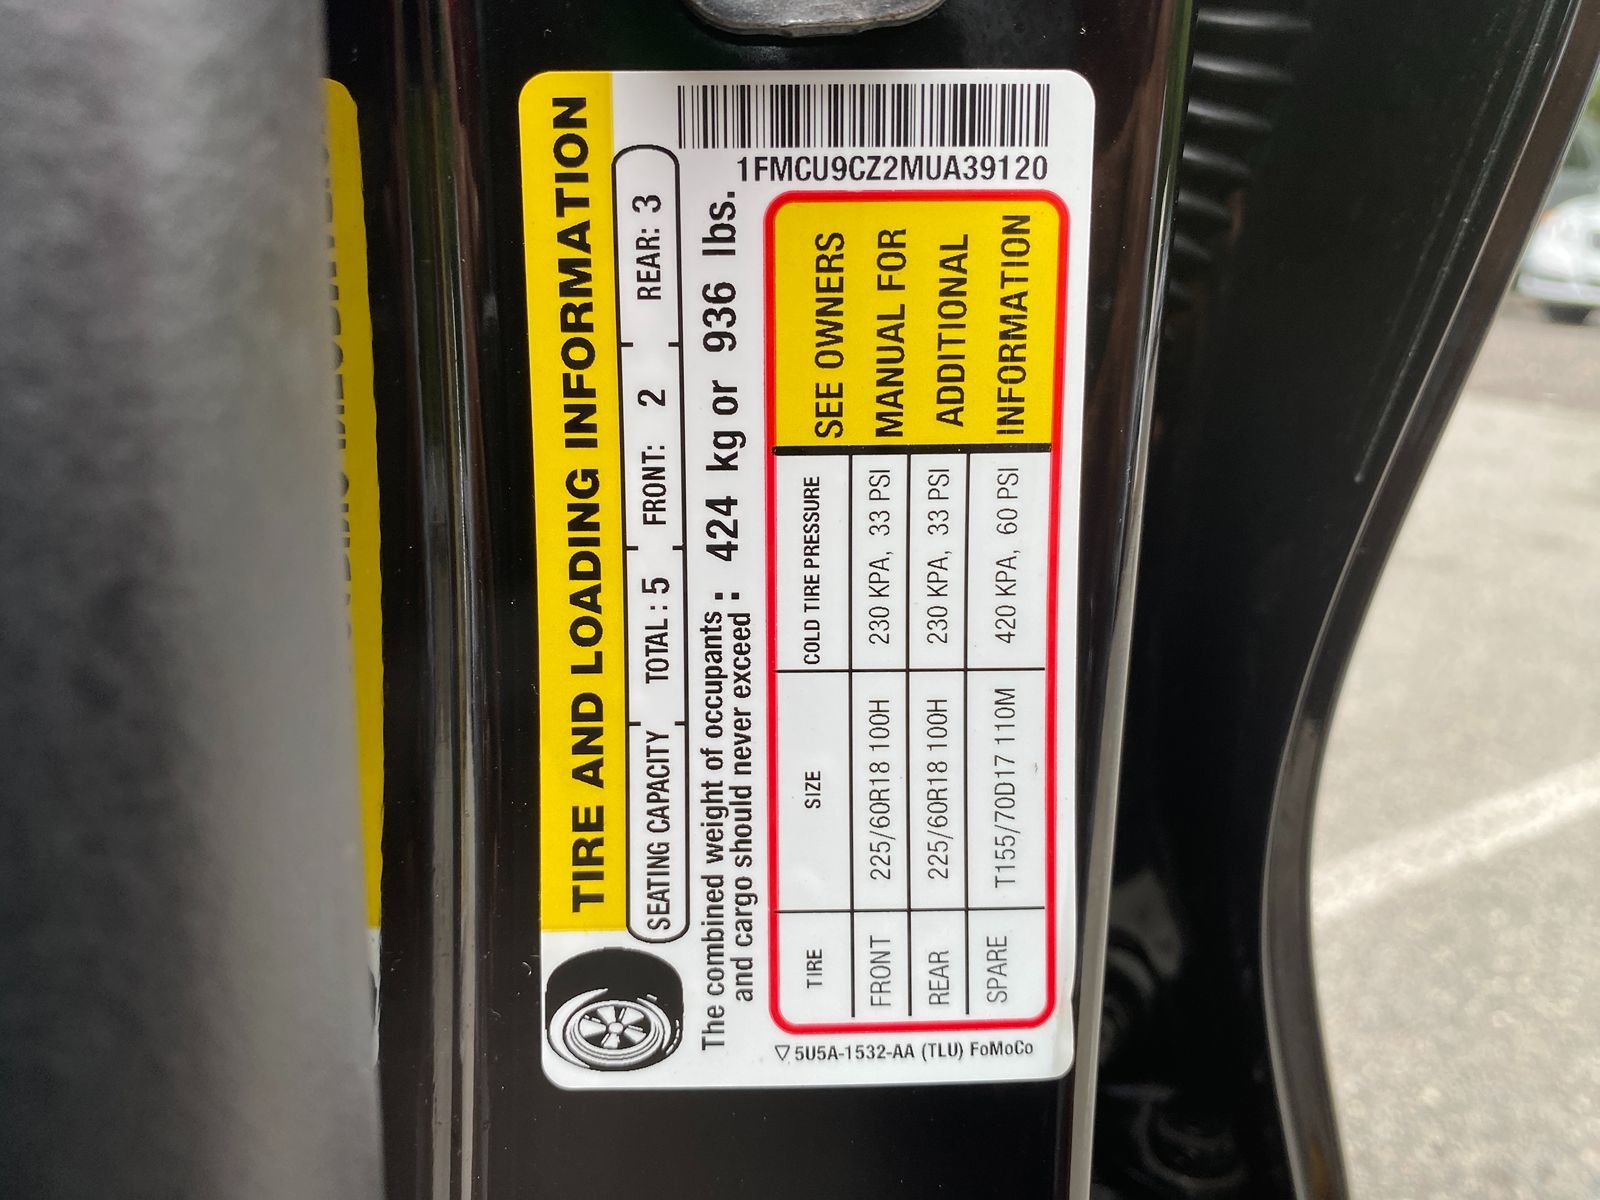 1FMCU9CZ2MUA39120
TIRE AND LOADING INFORMATION
SEATING CAPACITY TOTAL : 5 FRONT: 2 REAR: 3
The combined weight of occupants
and cargo should never exceed : 424 kg or 936 lbs.
TIRE SIZE COLD TIRE PRESSURE
FRONT 225/60R18 100H 230 KPA, 33 PSI
REAR 225/60R18 100H 230 KPA, 33 PSI
SPARE T155/70D17 110M 420 KPA, 60 PSI
SEE OWNERS
MANUAL FOR
ADDITIONAL
INFORMATION
5U5A-1532-AA (TLU) FoMoCo